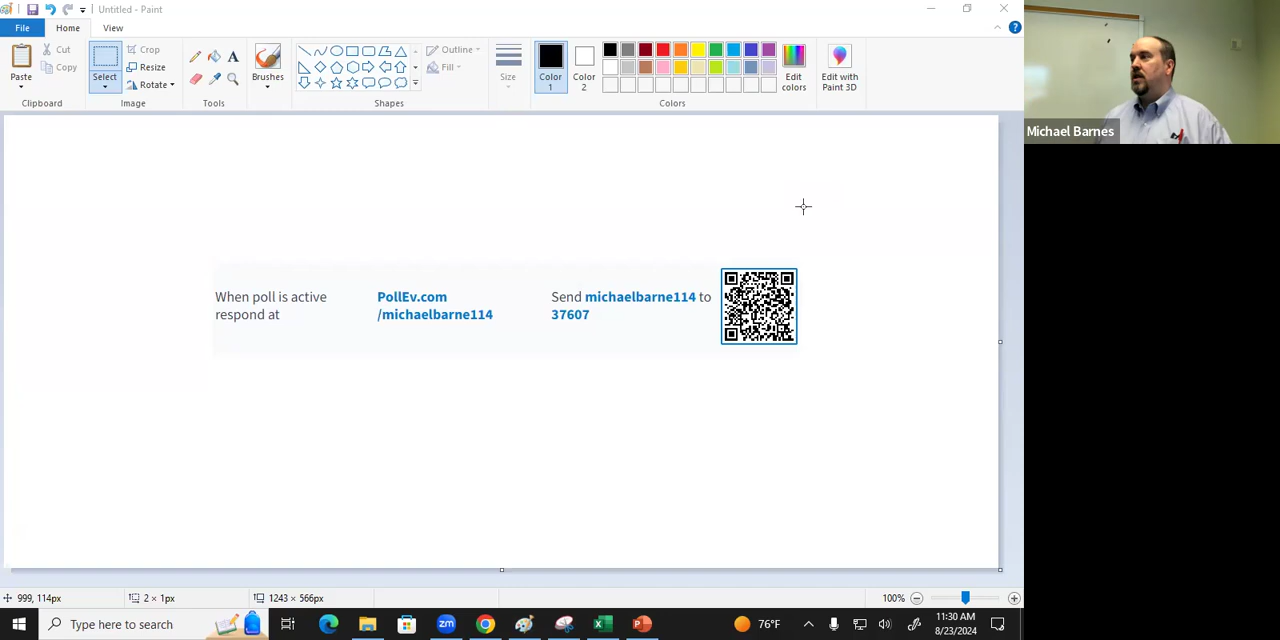 Untitled - Paint
File
Home
View
Paste
Cut
Copy
Clipboard
Select
Crop
Resize
Rotate
Image
Tools
Brushes
Shapes
Outline
Fill
Size
Color
1
Color
2
Edit
colors
Edit with
Paint 3D
Colors
Michael Barnes
When poll is active
respond at
PollEv.com
/michaelbarne114
Send michaelbarne114 to
37607
999, 114px
2 × 1px
1243 × 566px
100%
Type here to search
76°F
11:30 AM
8/23/2024